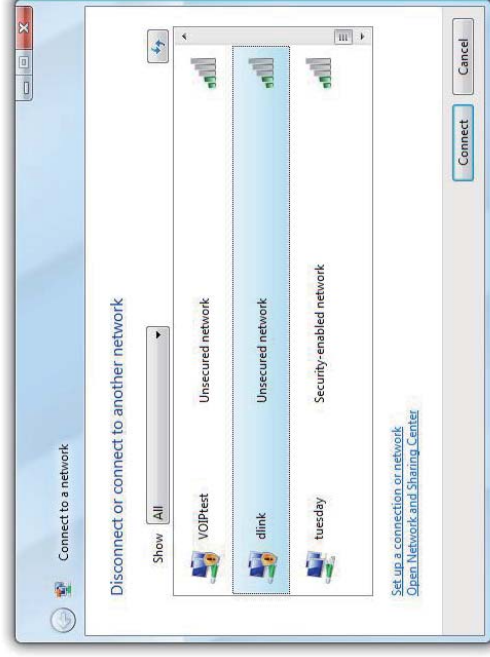 Connect to a network
Disconnect or connect to another network
Show All
VOIPtest Unsecured network
dlink Unsecured network
tuesday Security-enabled network
Set up a connection or network
Open Network and Sharing Center
Connect Cancel